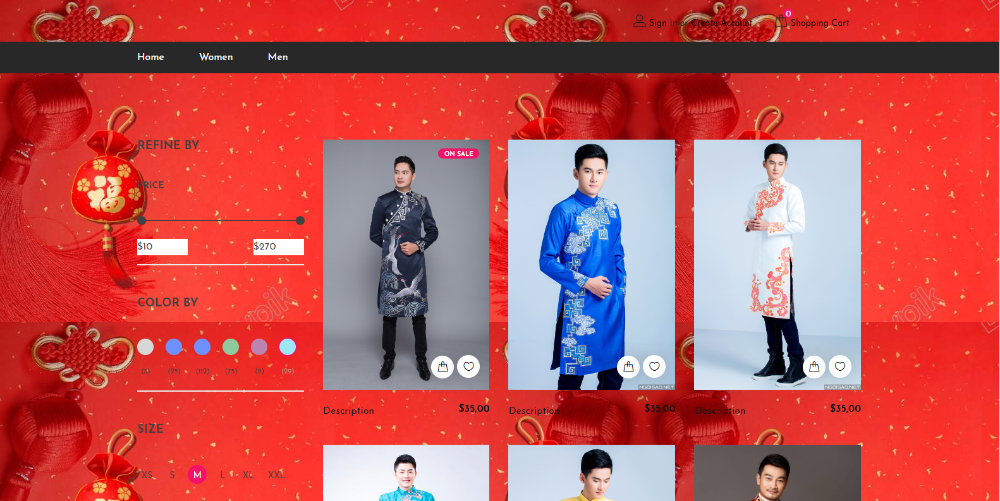 0
Sign In or Create Account
Shopping Cart
Home
Women
Men
REFINE BY
PRICE
$10
$270
COLOR BY
(3)
(25)
(112)
(75)
(9)
(29)
SIZE
XS
S
M
L
XL
XXL
福
ON SALE
NGOISAO.NET
NGOISAO.NET
Description
$35,00
Description
$35,00
Description
$35,00